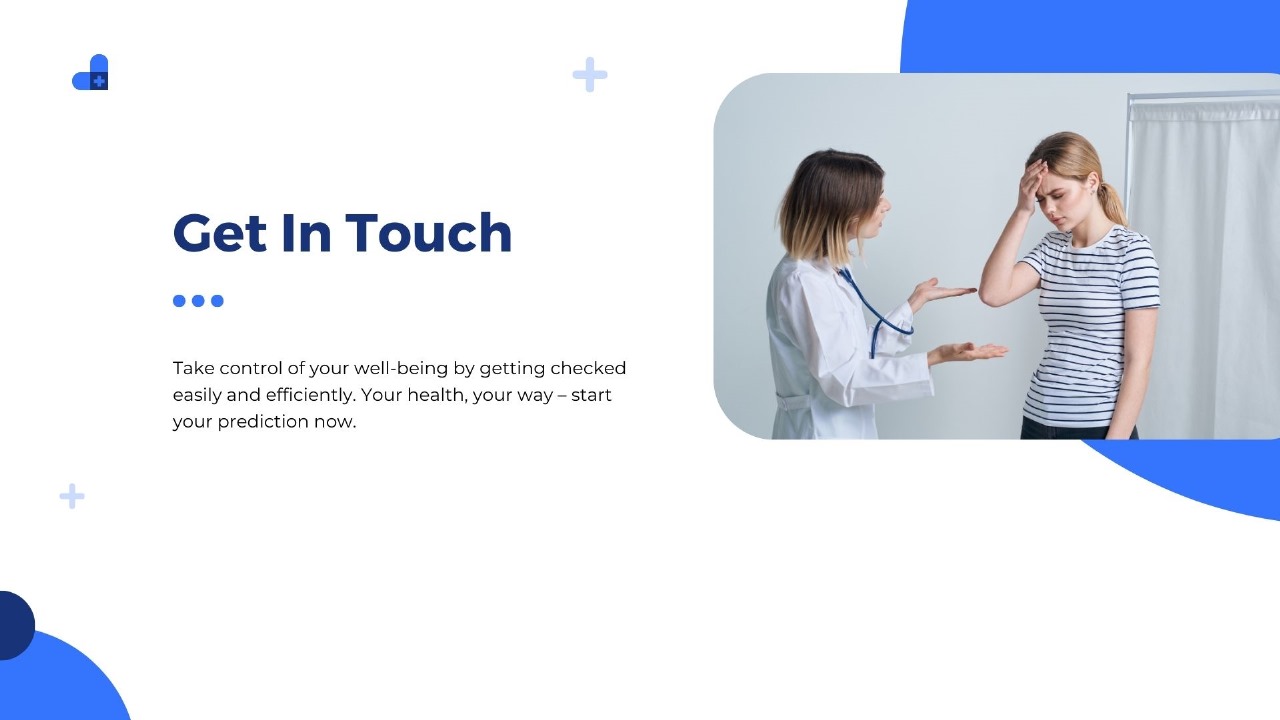 Get In Touch
Take control of your well-being by getting checked
easily and efficiently. Your health, your way – start
your prediction now.